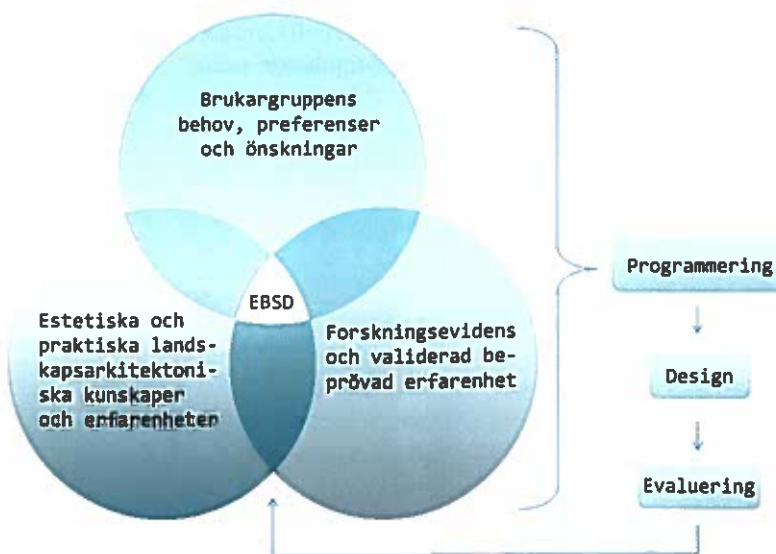 Brukargruppens
behov, preferenser
och önskningar
EBSD
Estetiska och
praktiska lands-
kapsarkitektoni-
ska kunskaper
och erfarenheter
Forskningsevidens
och validerad be-
prövad erfarenhet
Programmering
Design
Evaluering